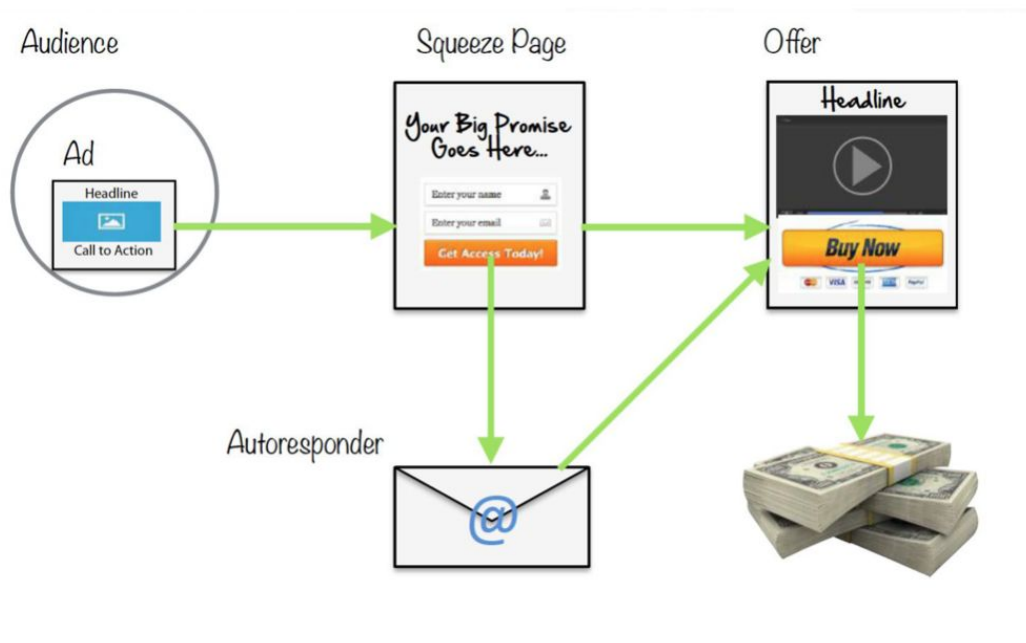 Audience
Squeeze Page
Offer
Ad
Headline
Call to Action
Your Big Promise
Goes Here...
Enter your name
Enter your email
Get Access Today!
Headline
Buy Now
VISA
PayPal
Autoresponder
@